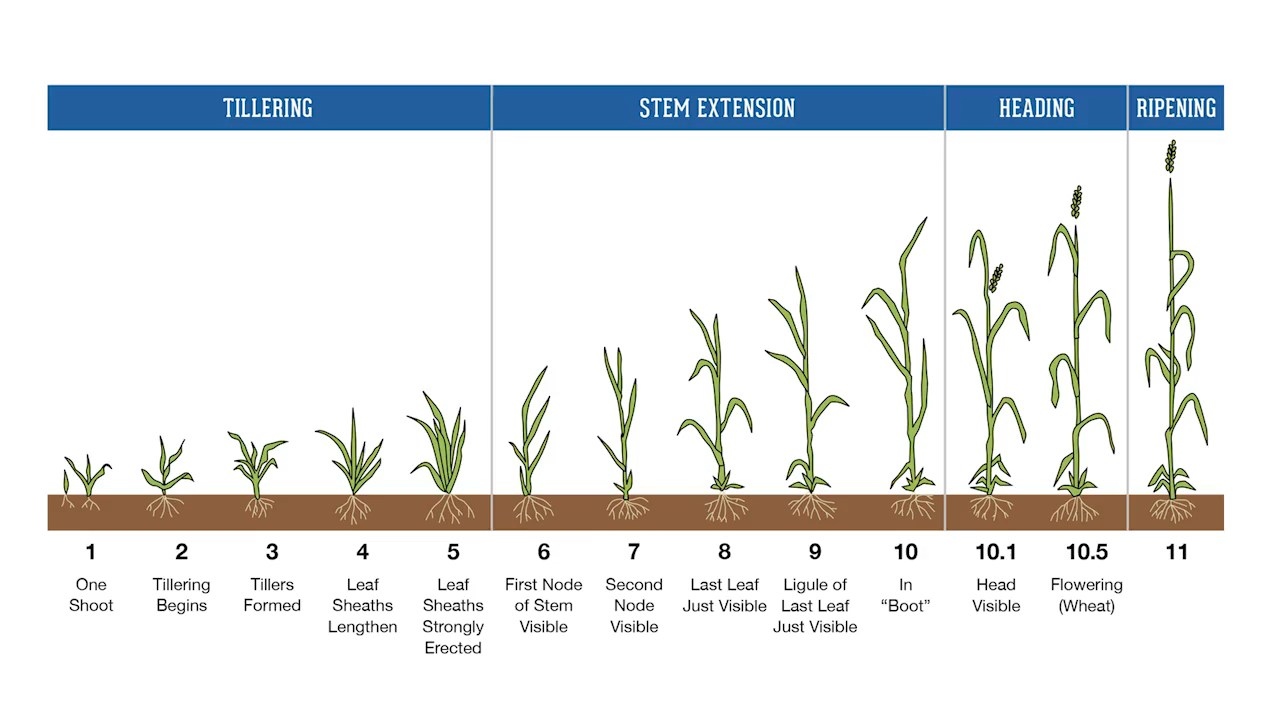 TILLERING
STEM EXTENSION
HEADING
RIPENING
1
One
Shoot
2
Tillering
Begins
3
Tillers
Formed
4
Leaf
Sheaths
Lengthen
5
Leaf
Sheaths
Strongly
Erected
6
First Node
of Stem
Visible
7
Second
Node
Visible
8
Last Leaf
Just Visible
9
Ligule of
Last Leaf
Just Visible
10
In
“Boot”
10.1
Head
Visible
10.5
Flowering
(Wheat)
11